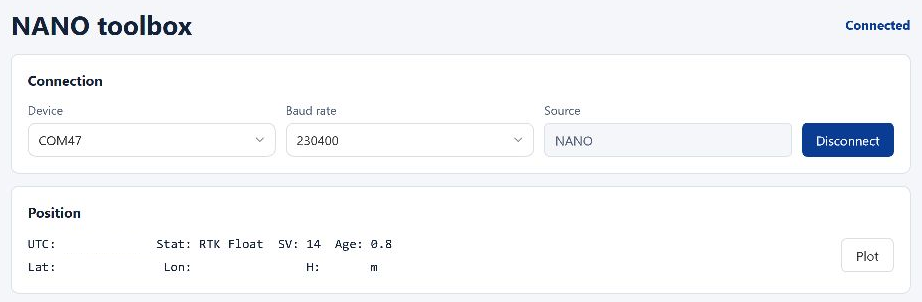 NANO toolbox
Connected
Connection
Device
Baud rate
Source
COM47
230400
NANO
Disconnect
Position
UTC: Stat: RTK Float SV: 14 Age: 0.8
Lat: Lon: H: m
Plot